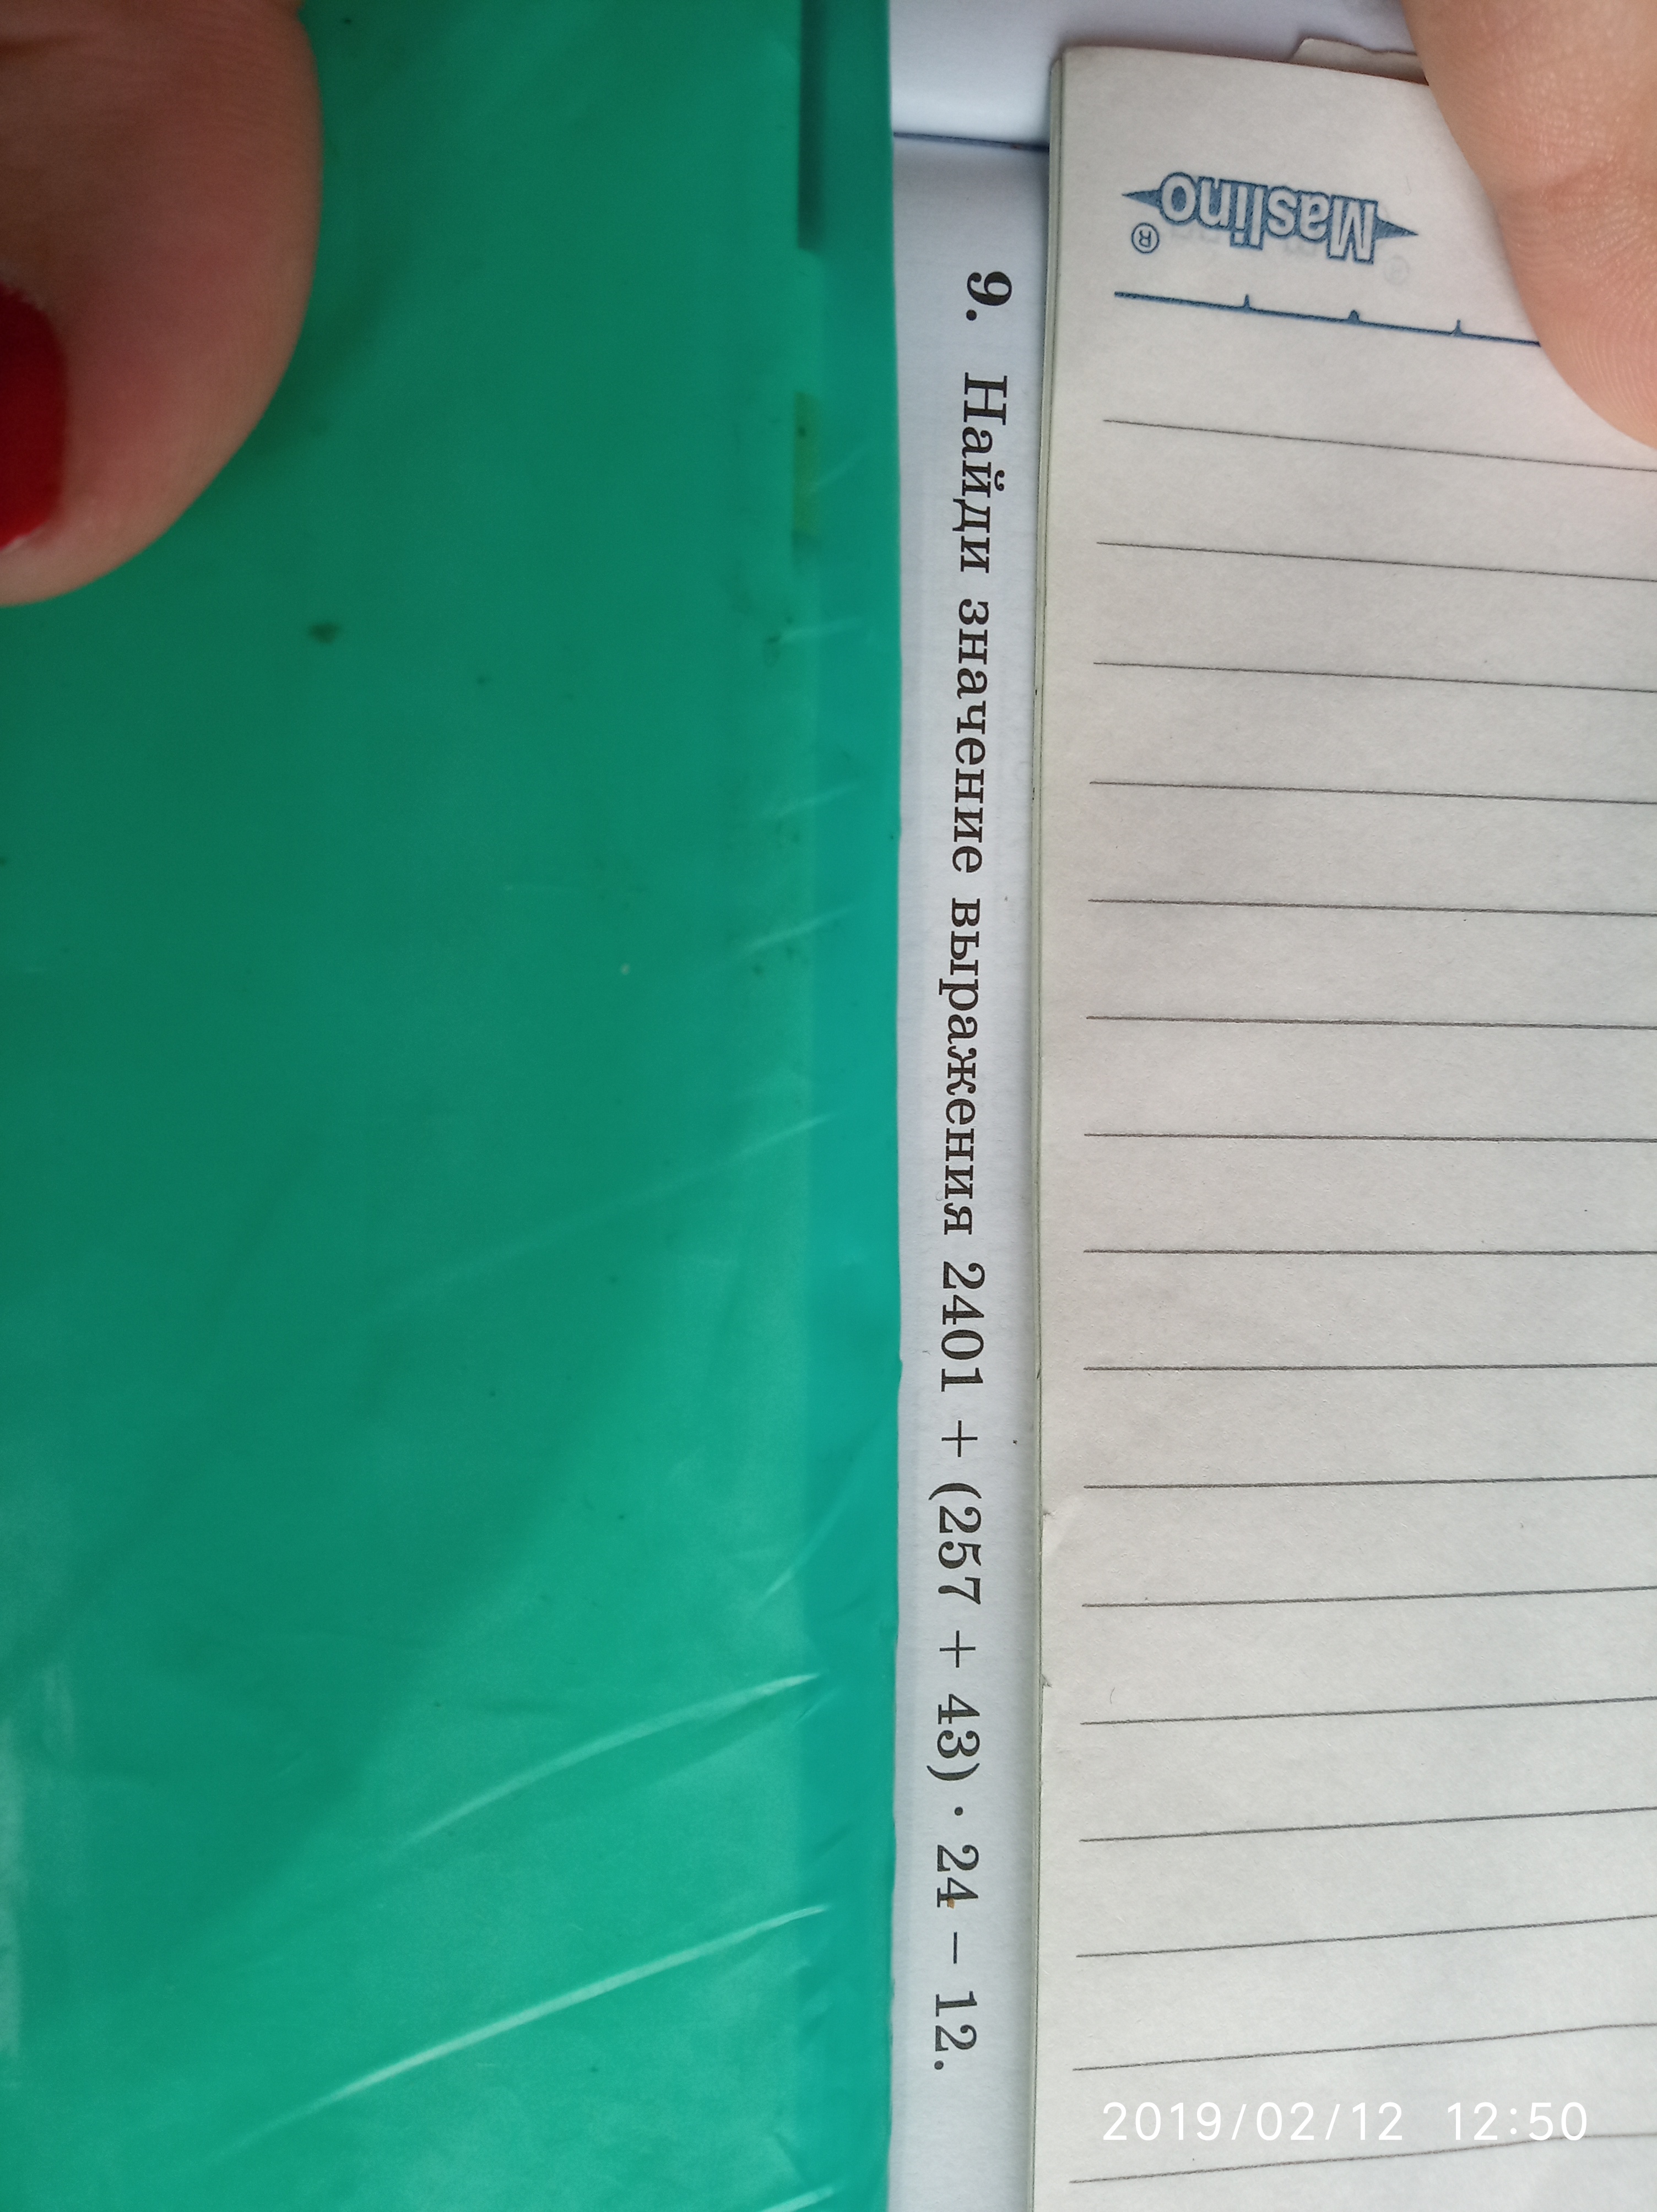 Maslino®
9. Найди значение выражения 2401 + (257 + 43) · 24 – 12.
2019/02/12 12:50